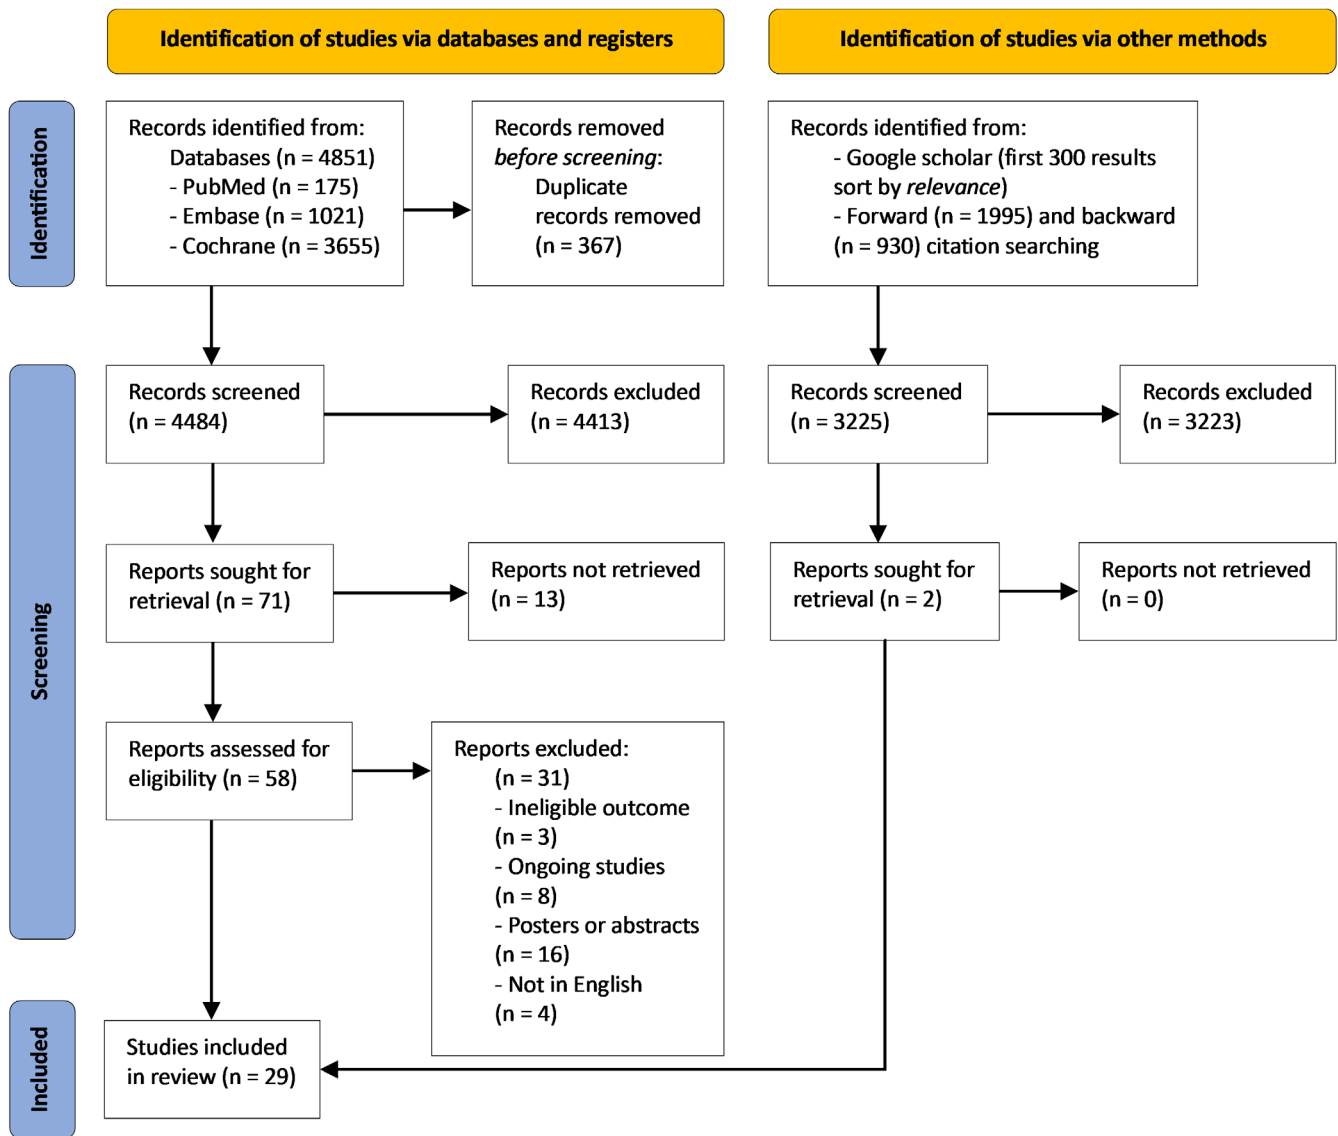 Identification of studies via databases and registers
Identification of studies via other methods
Identification
Records identified from:
Databases (n = 4851)
- PubMed (n = 175)
- Embase (n = 1021)
- Cochrane (n = 3655)
Records removed
before screening:
Duplicate
records removed
(n = 367)
Records identified from:
- Google scholar (first 300 results
sort by relevance)
- Forward (n = 1995) and backward
(n = 930) citation searching
Screening
Records screened
(n = 4484)
Records excluded
(n = 4413)
Records screened
(n = 3225)
Records excluded
(n = 3223)
Reports sought for
retrieval (n = 71)
Reports not retrieved
(n = 13)
Reports sought for
retrieval (n = 2)
Reports not retrieved
(n = 0)
Reports assessed for
eligibility (n = 58)
Reports excluded:
(n = 31)
- Ineligible outcome
(n = 3)
- Ongoing studies
(n = 8)
- Posters or abstracts
(n = 16)
- Not in English
(n = 4)
Included
Studies included
in review (n = 29)